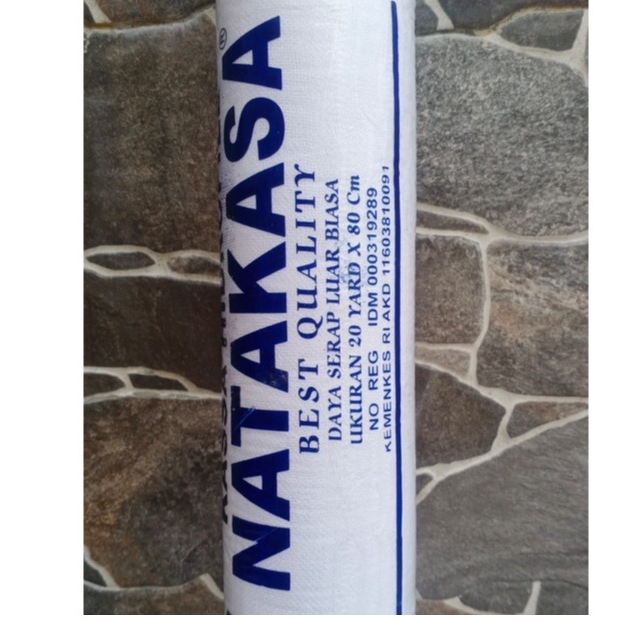 NATAKASA ®
BEST QUALITY
DAYA SERAP LUAR BIASA
UKURAN 20 YARD X 80 Cm
NO REG IDM 000319289
KEMENKES RI AKD 11603810091